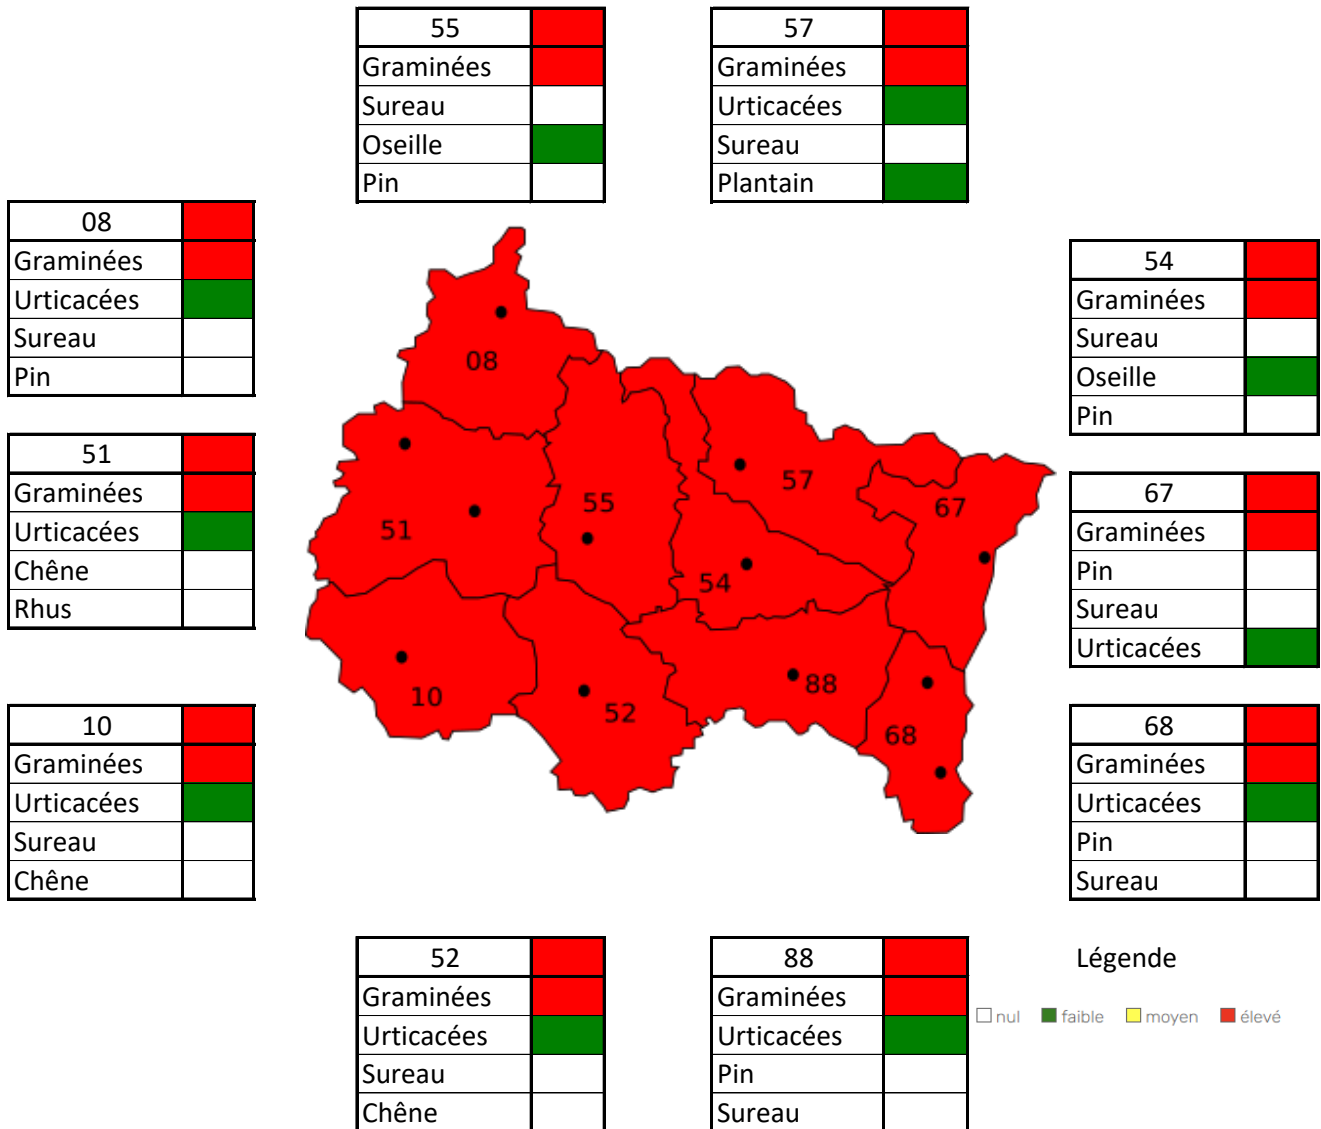 55
Graminées
Sureau
Oseille
Pin
57
Graminées
Urticacées
Sureau
Plantain
08
Graminées
Urticacées
Sureau
Pin
54
Graminées
Sureau
Oseille
Pin
51
Graminées
Urticacées
Chêne
Rhus
67
Graminées
Pin
Sureau
Urticacées
10
Graminées
Urticacées
Sureau
Chêne
68
Graminées
Urticacées
Pin
Sureau
08
57
55
67
51
54
88
10
52
68
52
Graminées
Urticacées
Sureau
Chêne
88
Graminées
Urticacées
Pin
Sureau
Légende
nul faible moyen élevé